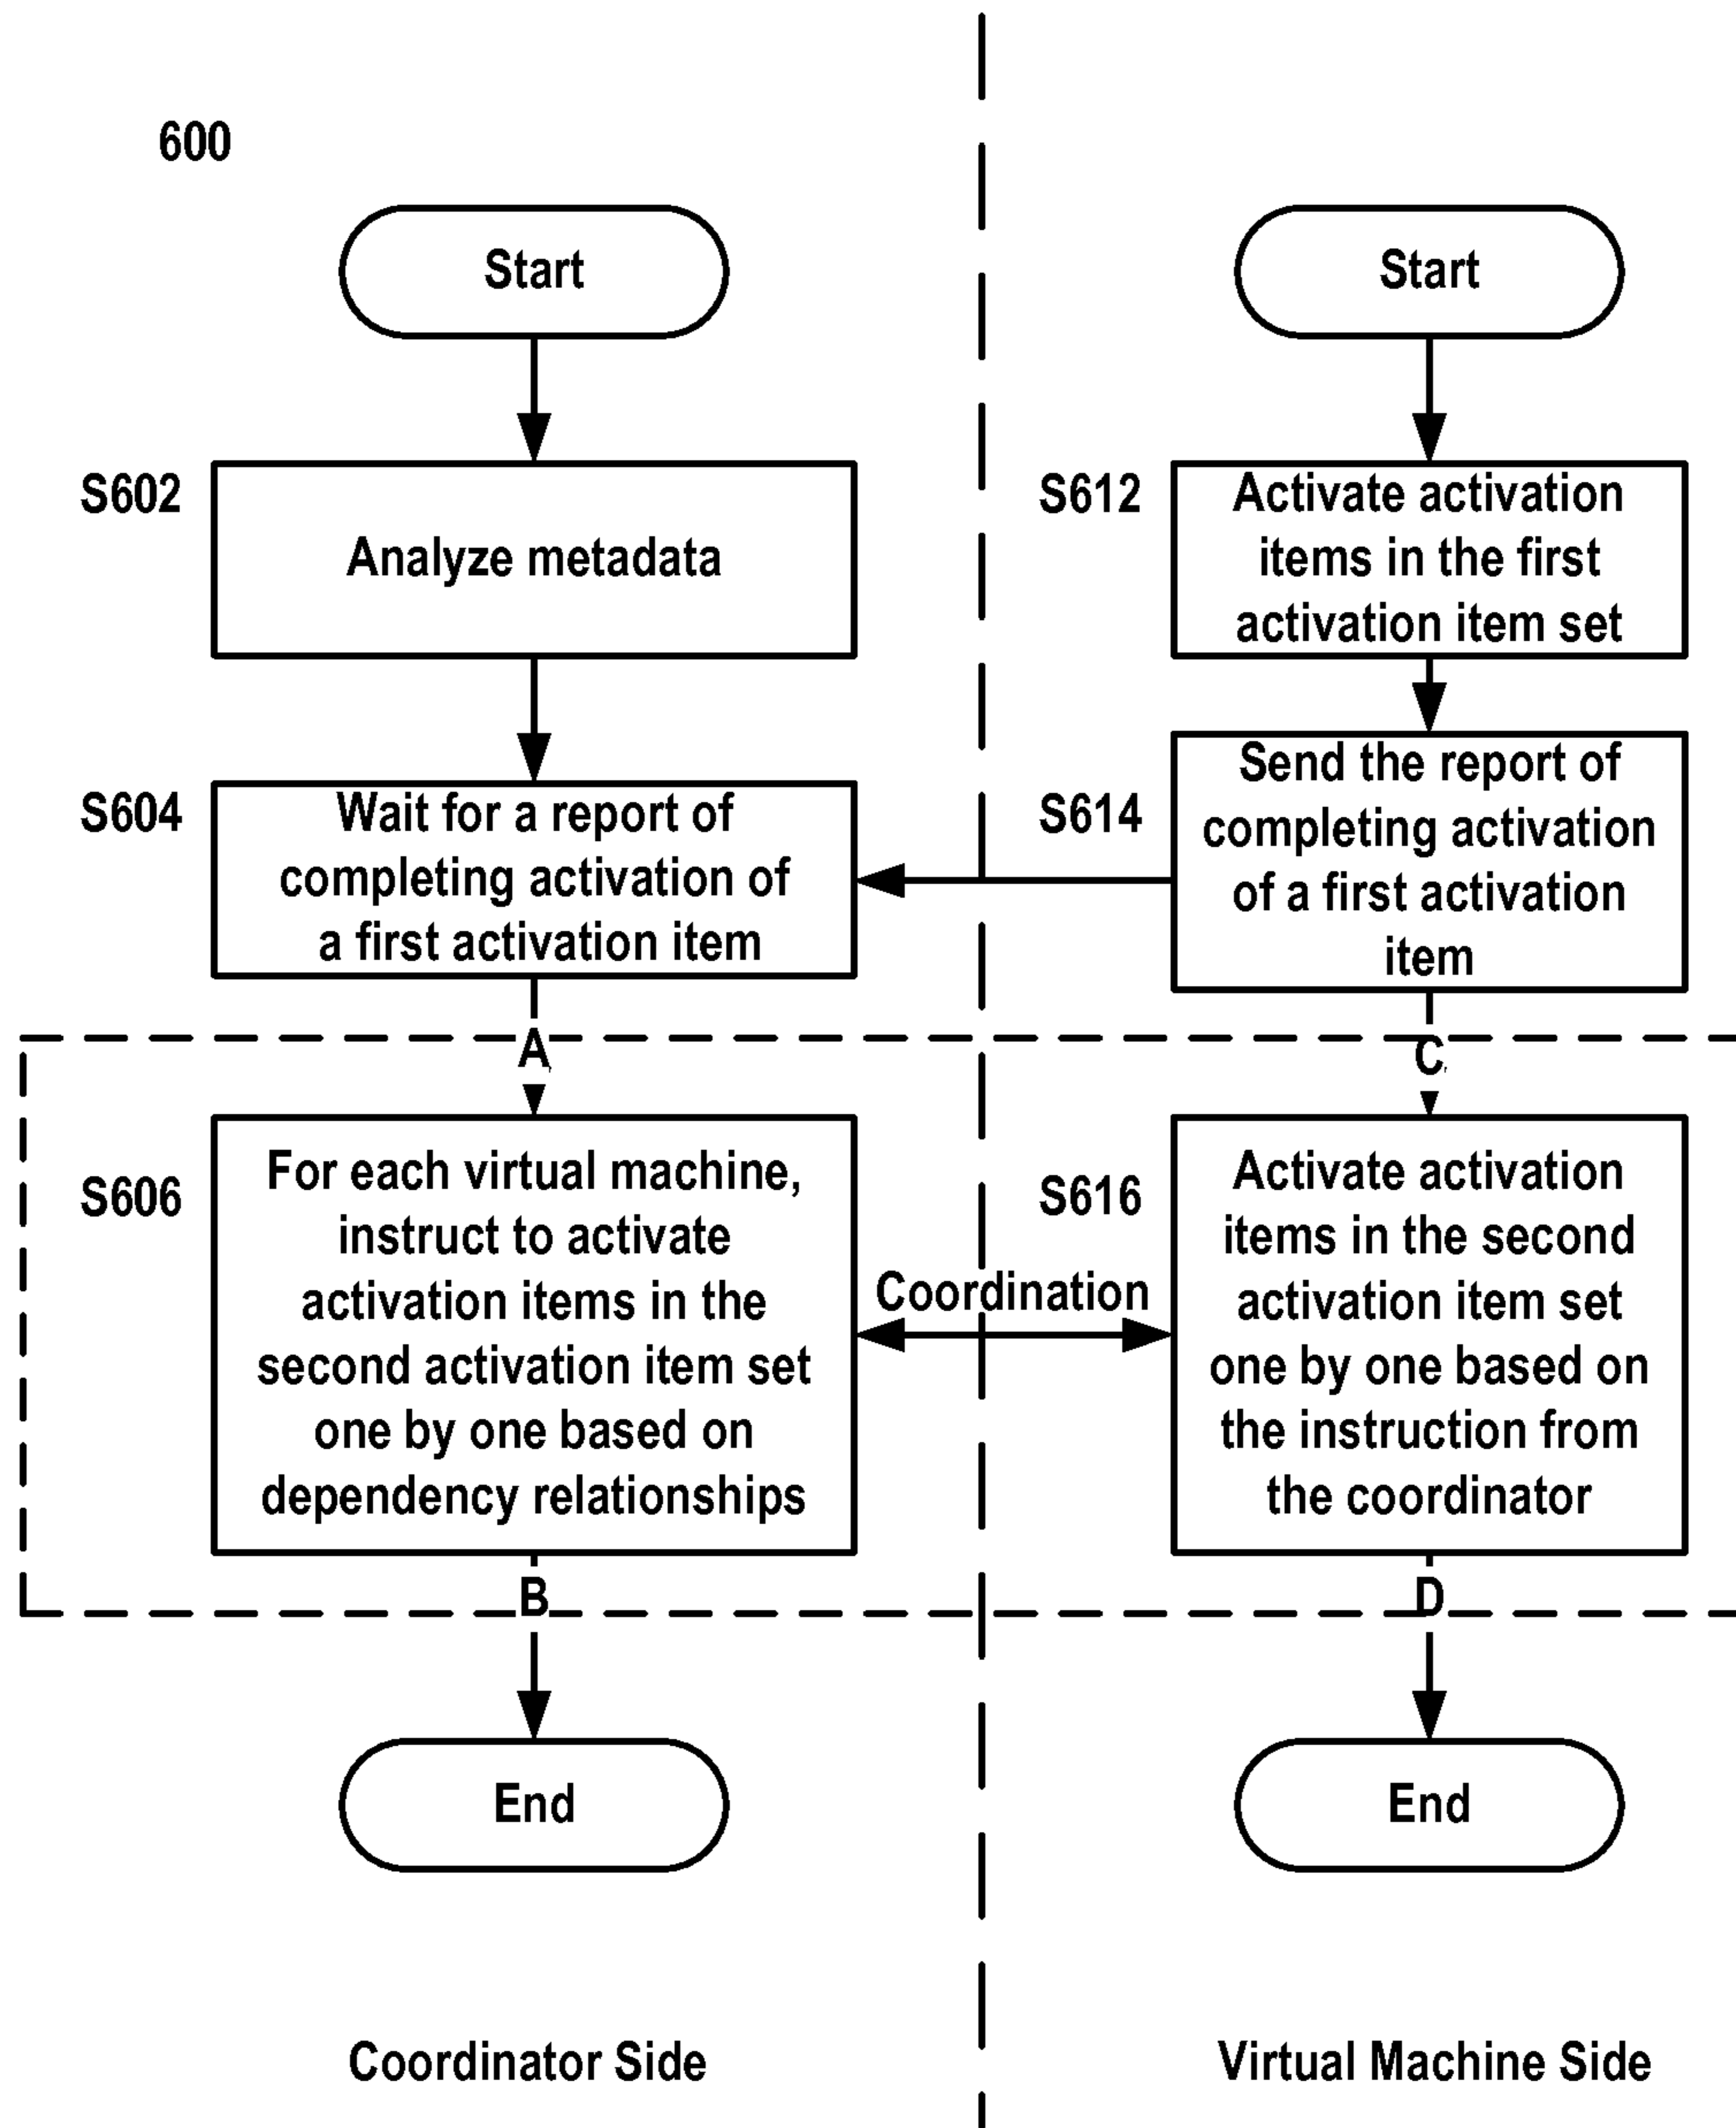 600
Start
S602
Analyze metadata
S604
Wait for a report of
completing activation of
a first activation item
A
S606
For each virtual machine,
instruct to activate
activation items in the
second activation item set
one by one based on
dependency relationships
B
End
Coordinator Side
Coordination
Start
S612
Activate activation
items in the first
activation item set
S614
Send the report of
completing activation
of a first activation
item
C
S616
Activate activation
items in the second
activation item set
one by one based on
the instruction from
the coordinator
D
End
Virtual Machine Side